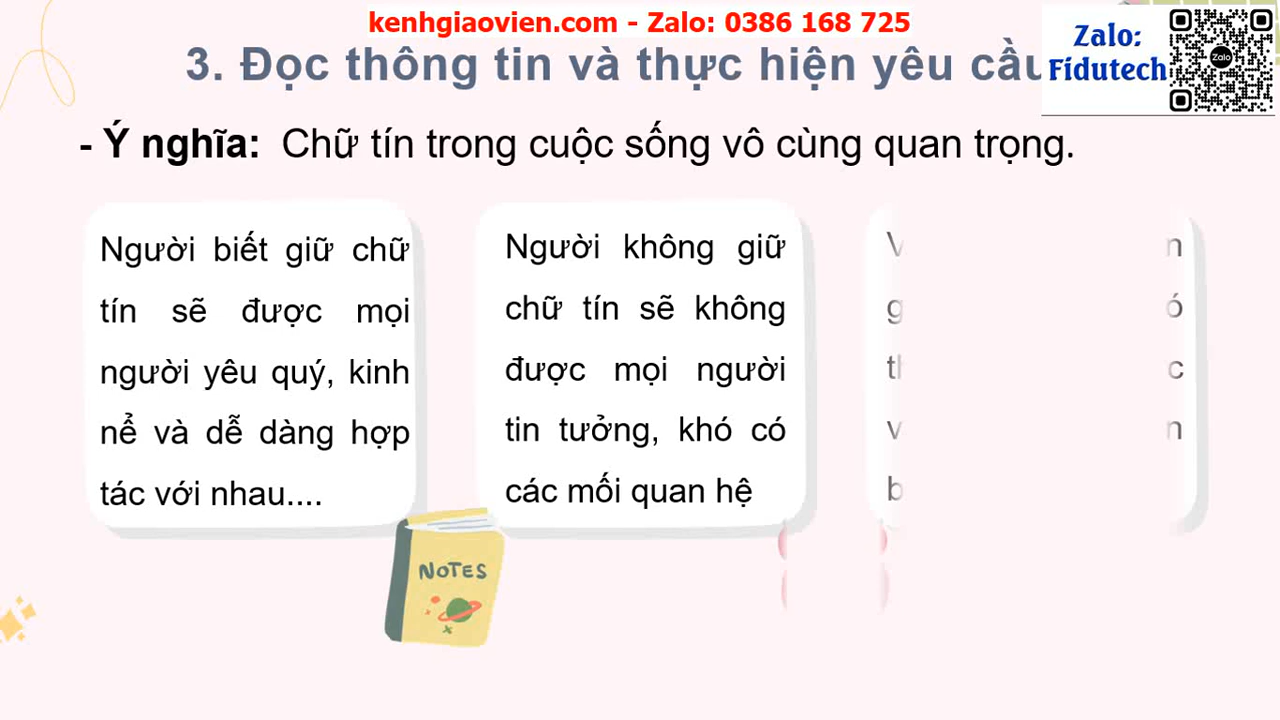 kenhgiaovien.com - Zalo: 0386 168 725
Zalo:
Fidutech
Zalo
3. Đọc thông tin và thực hiện yêu cầu
- Ý nghĩa: Chữ tín trong cuộc sống vô cùng quan trọng.
Người biết giữ chữ
tín sẽ được mọi
người yêu quý, kinh
nể và dễ dàng hợp
tác với nhau....
Người không giữ
chữ tín sẽ không
được mọi người
tin tưởng, khó có
các mối quan hệ
NOTES